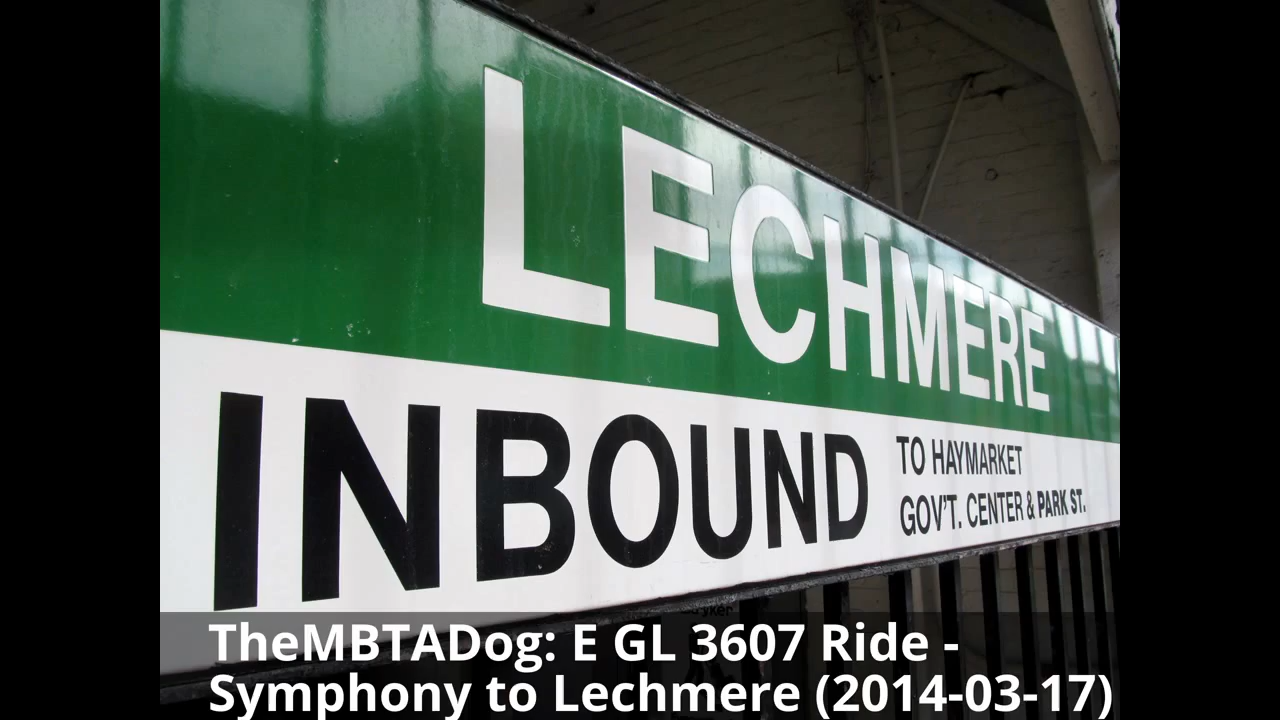 LECHMERE
INBOUND
TO HAYMARKET
GOV'T. CENTER & PARK ST.
TheMBTADog: E GL 3607 Ride -
Symphony to Lechmere (2014-03-17)